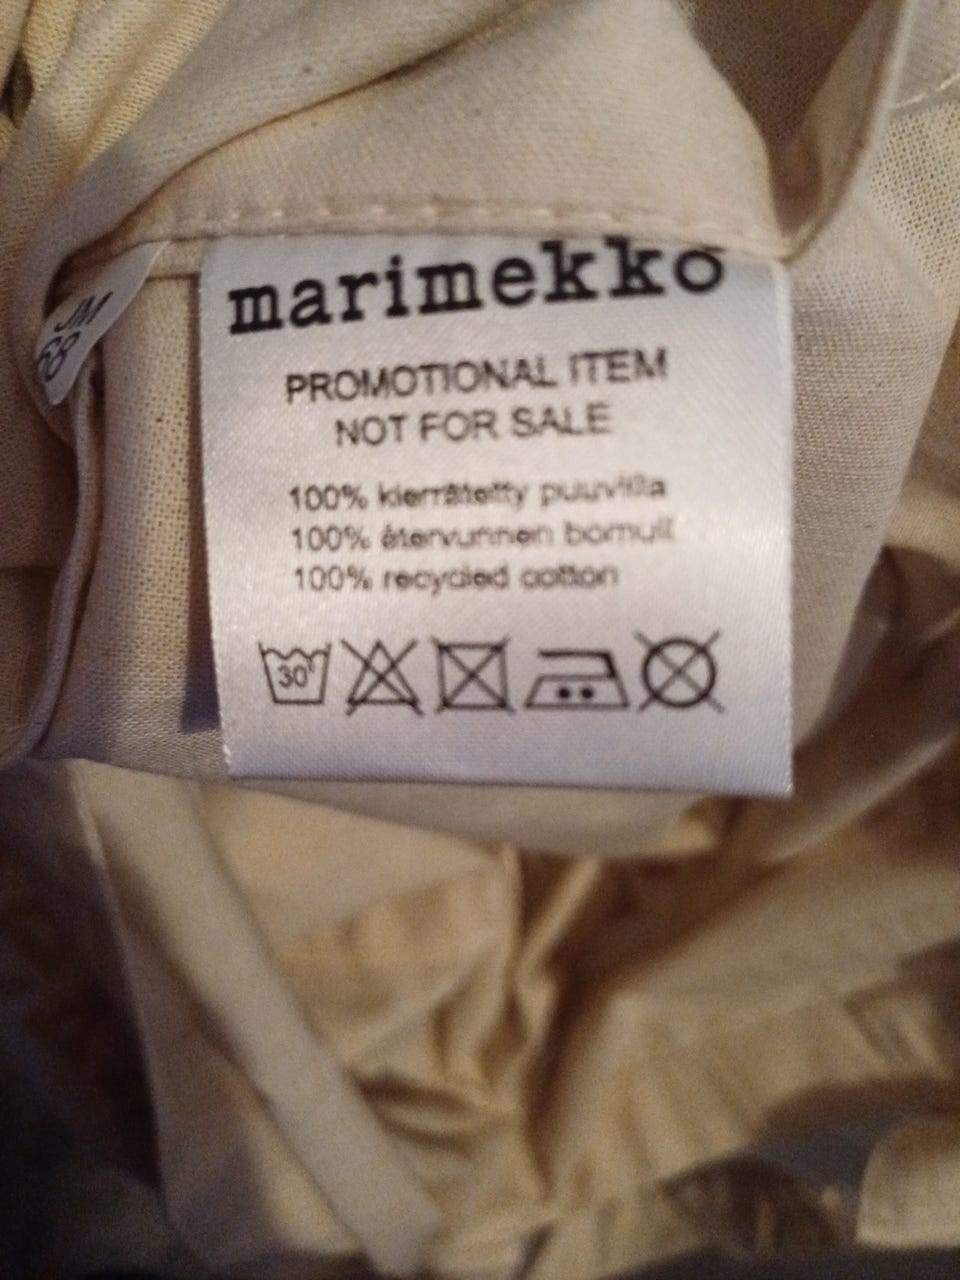 marimekko
PROMOTIONAL ITEM
NOT FOR SALE
100% kierrätetty puuvilla
100% återvunnen bomull
100% recycled cotton
30°
JM
68